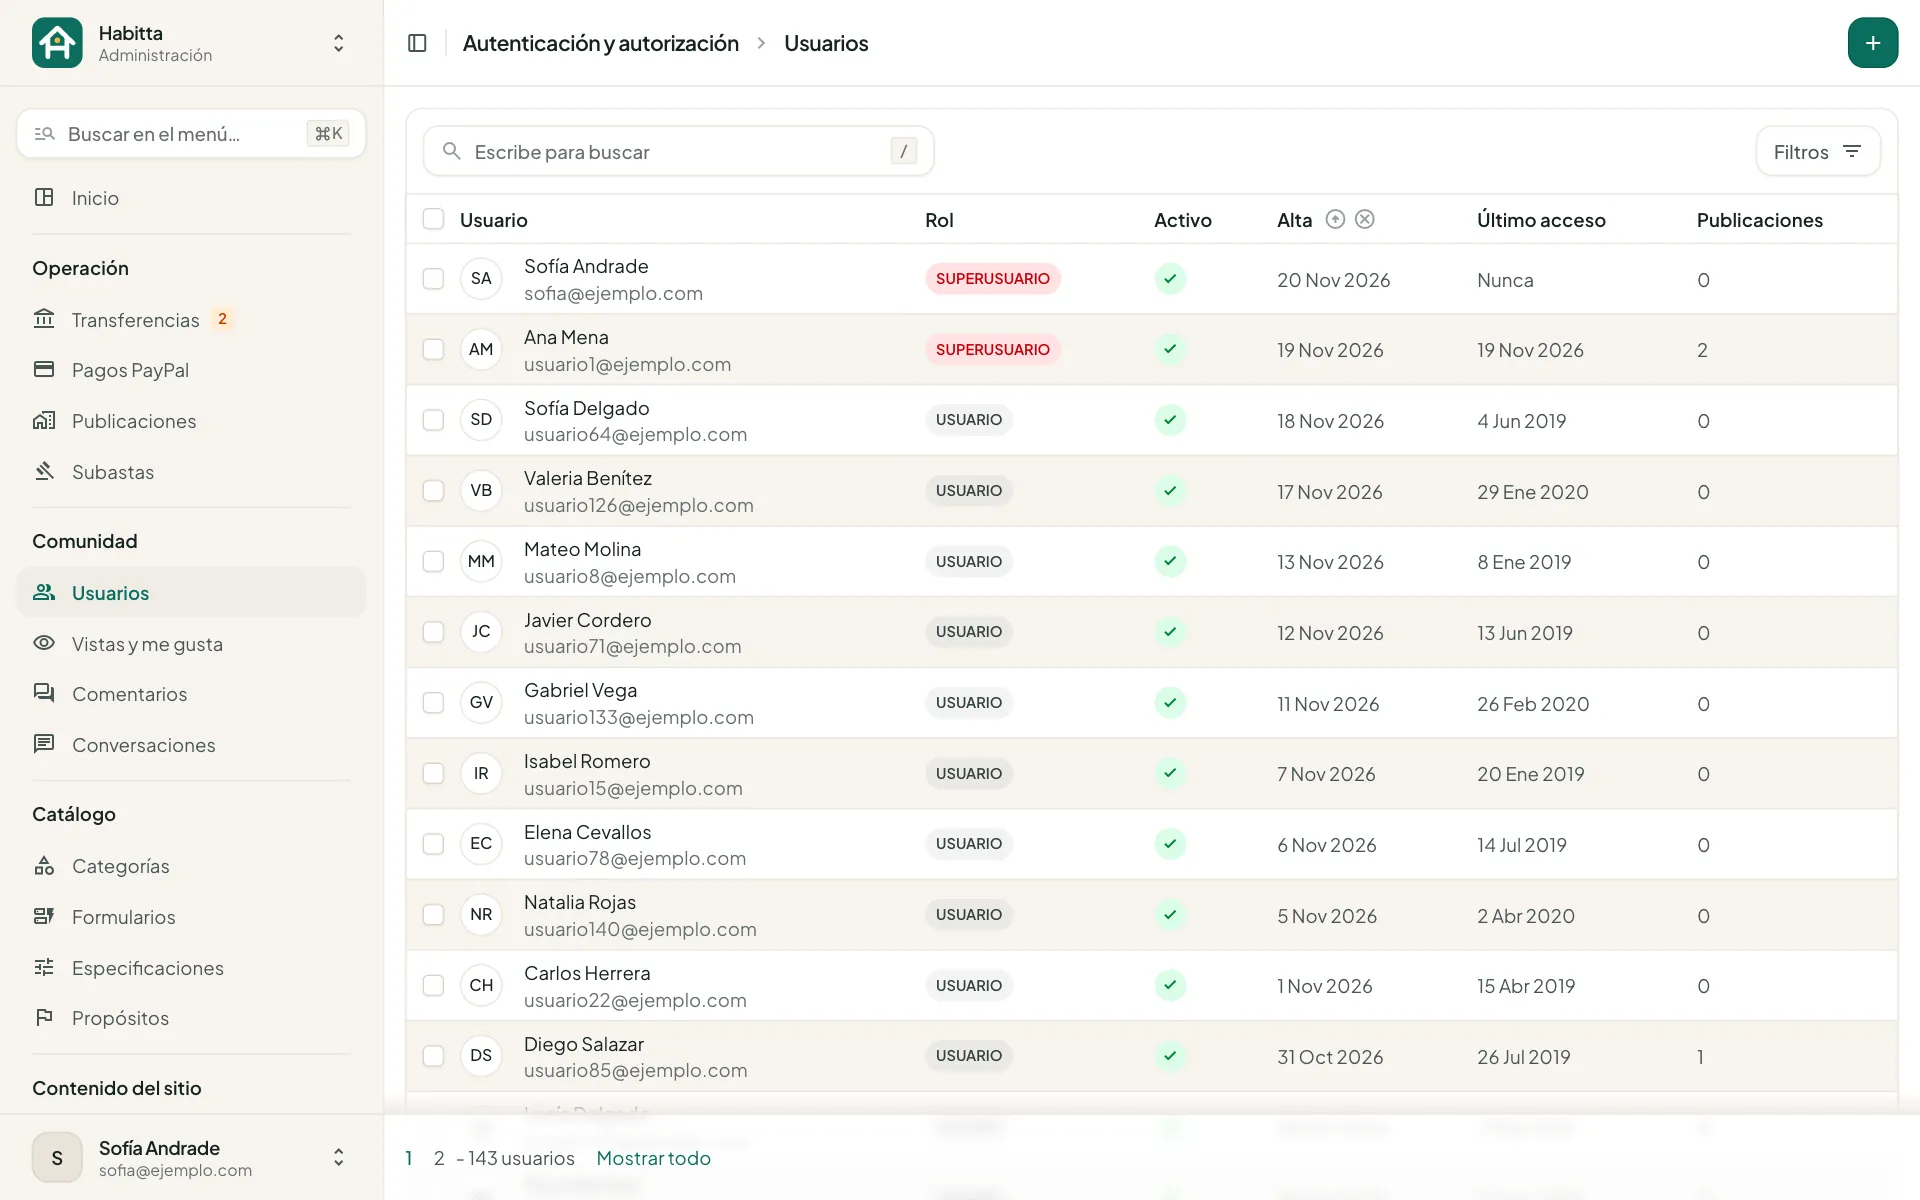 Habitta
Administración
Buscar en el menú...
⌘K
Inicio
Operación
Transferencias 2
Pagos PayPal
Publicaciones
Subastas
Comunidad
Usuarios
Vistas y me gusta
Comentarios
Conversaciones
Catálogo
Categorías
Formularios
Especificaciones
Propósitos
Contenido del sitio
S
Sofía Andrade
sofia@ejemplo.com
Autenticación y autorización > Usuarios
+
Escribe para buscar /
Filtros
Usuario Rol Activo Alta Último acceso Publicaciones
SA Sofía Andrade
sofia@ejemplo.com
SUPERUSUARIO 20 Nov 2026 Nunca 0
AM Ana Mena
usuario1@ejemplo.com
SUPERUSUARIO 19 Nov 2026 19 Nov 2026 2
SD Sofía Delgado
usuario64@ejemplo.com
USUARIO 18 Nov 2026 4 Jun 2019 0
VB Valeria Benítez
usuario126@ejemplo.com
USUARIO 17 Nov 2026 29 Ene 2020 0
MM Mateo Molina
usuario8@ejemplo.com
USUARIO 13 Nov 2026 8 Ene 2019 0
JC Javier Cordero
usuario71@ejemplo.com
USUARIO 12 Nov 2026 13 Jun 2019 0
GV Gabriel Vega
usuario133@ejemplo.com
USUARIO 11 Nov 2026 26 Feb 2020 0
IR Isabel Romero
usuario15@ejemplo.com
USUARIO 7 Nov 2026 20 Ene 2019 0
EC Elena Cevallos
usuario78@ejemplo.com
USUARIO 6 Nov 2026 14 Jul 2019 0
NR Natalia Rojas
usuario140@ejemplo.com
USUARIO 5 Nov 2026 2 Abr 2020 0
CH Carlos Herrera
usuario22@ejemplo.com
USUARIO 1 Nov 2026 15 Abr 2019 0
DS Diego Salazar
usuario85@ejemplo.com
USUARIO 31 Oct 2026 26 Jul 2019 1
1 2 - 143 usuarios Mostrar todo